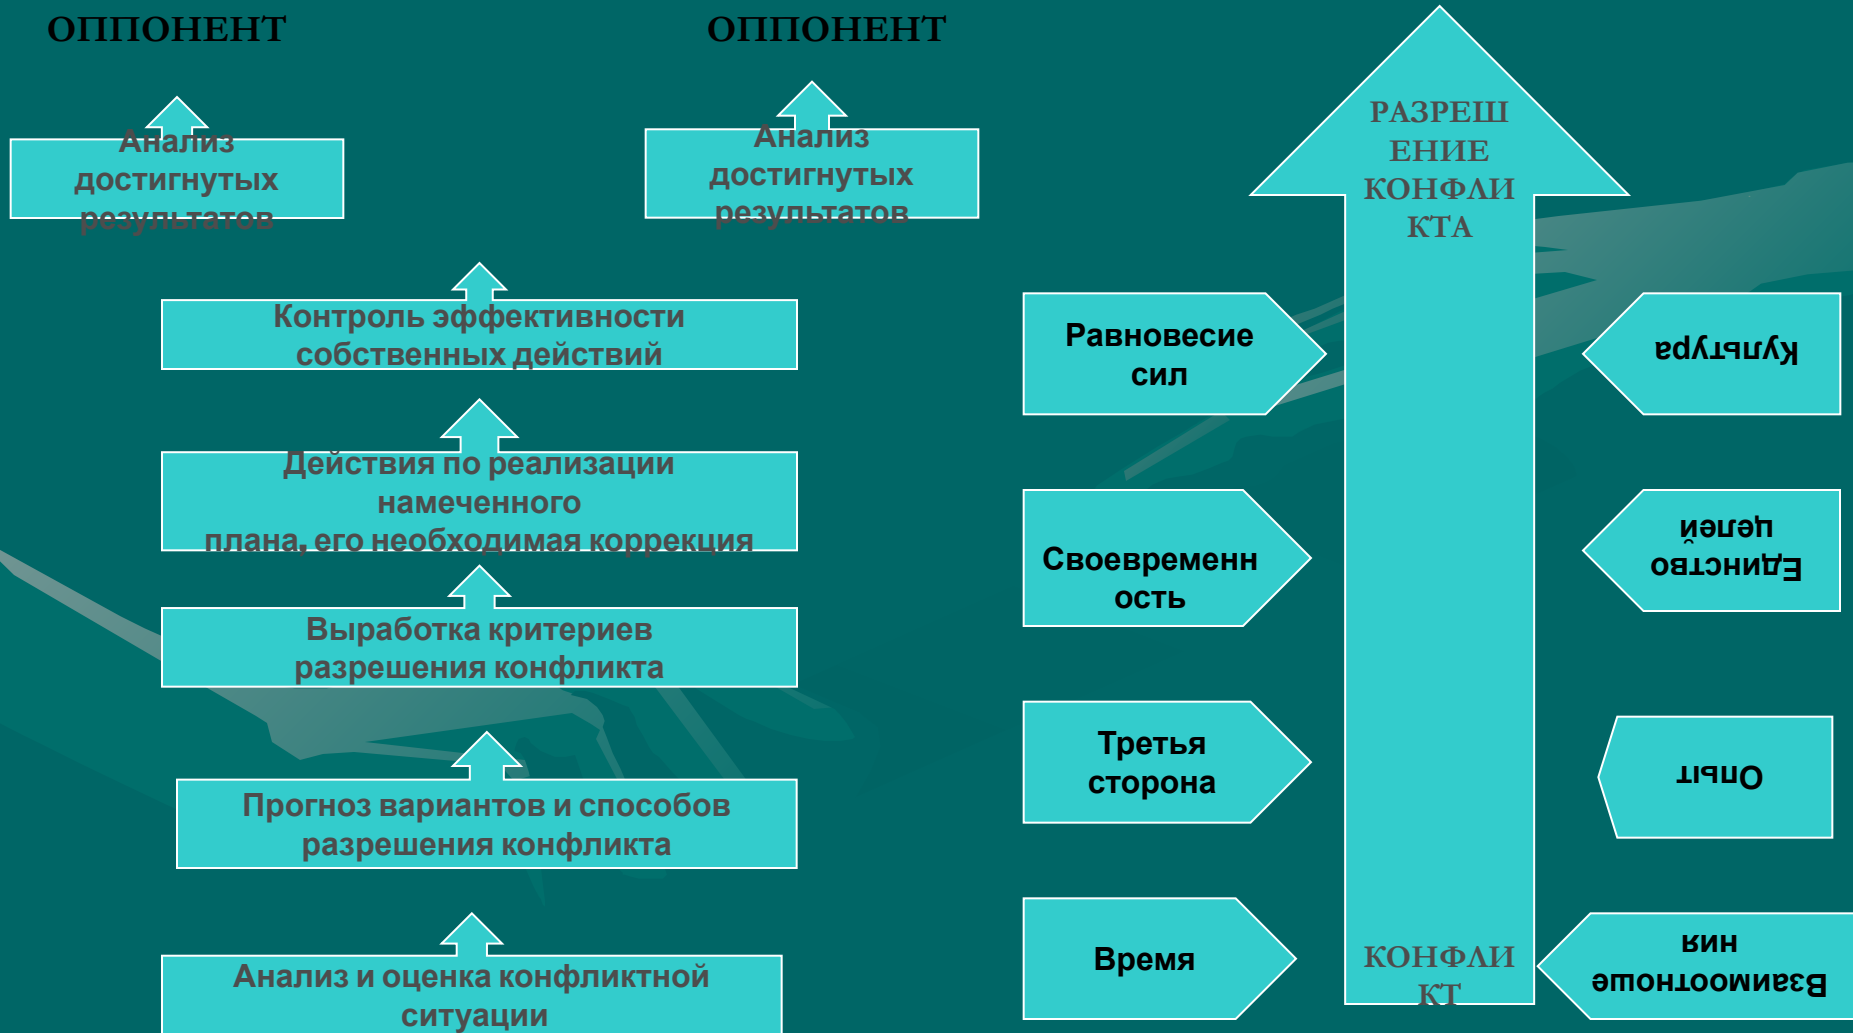 ОППОНЕНТ
ОППОНЕНТ
Анализ
достигнутых
результатов
Анализ
достигнутых
результатов
Контроль эффективности
собственных действий
Действия по реализации
намеченного
плана, его необходимая коррекция
Выработка критериев
разрешения конфликта
Прогноз вариантов и способов
разрешения конфликта
Анализ и оценка конфликтной
ситуации
РАЗРЕШ
ЕНИЕ
КОНФЛИ
КТА
КОНФЛИ
КТ
Равновесие
сил
Своевременн
ость
Третья
сторона
Время
Культура
Единство
целей
Опыт
Взаимоотноше
ния